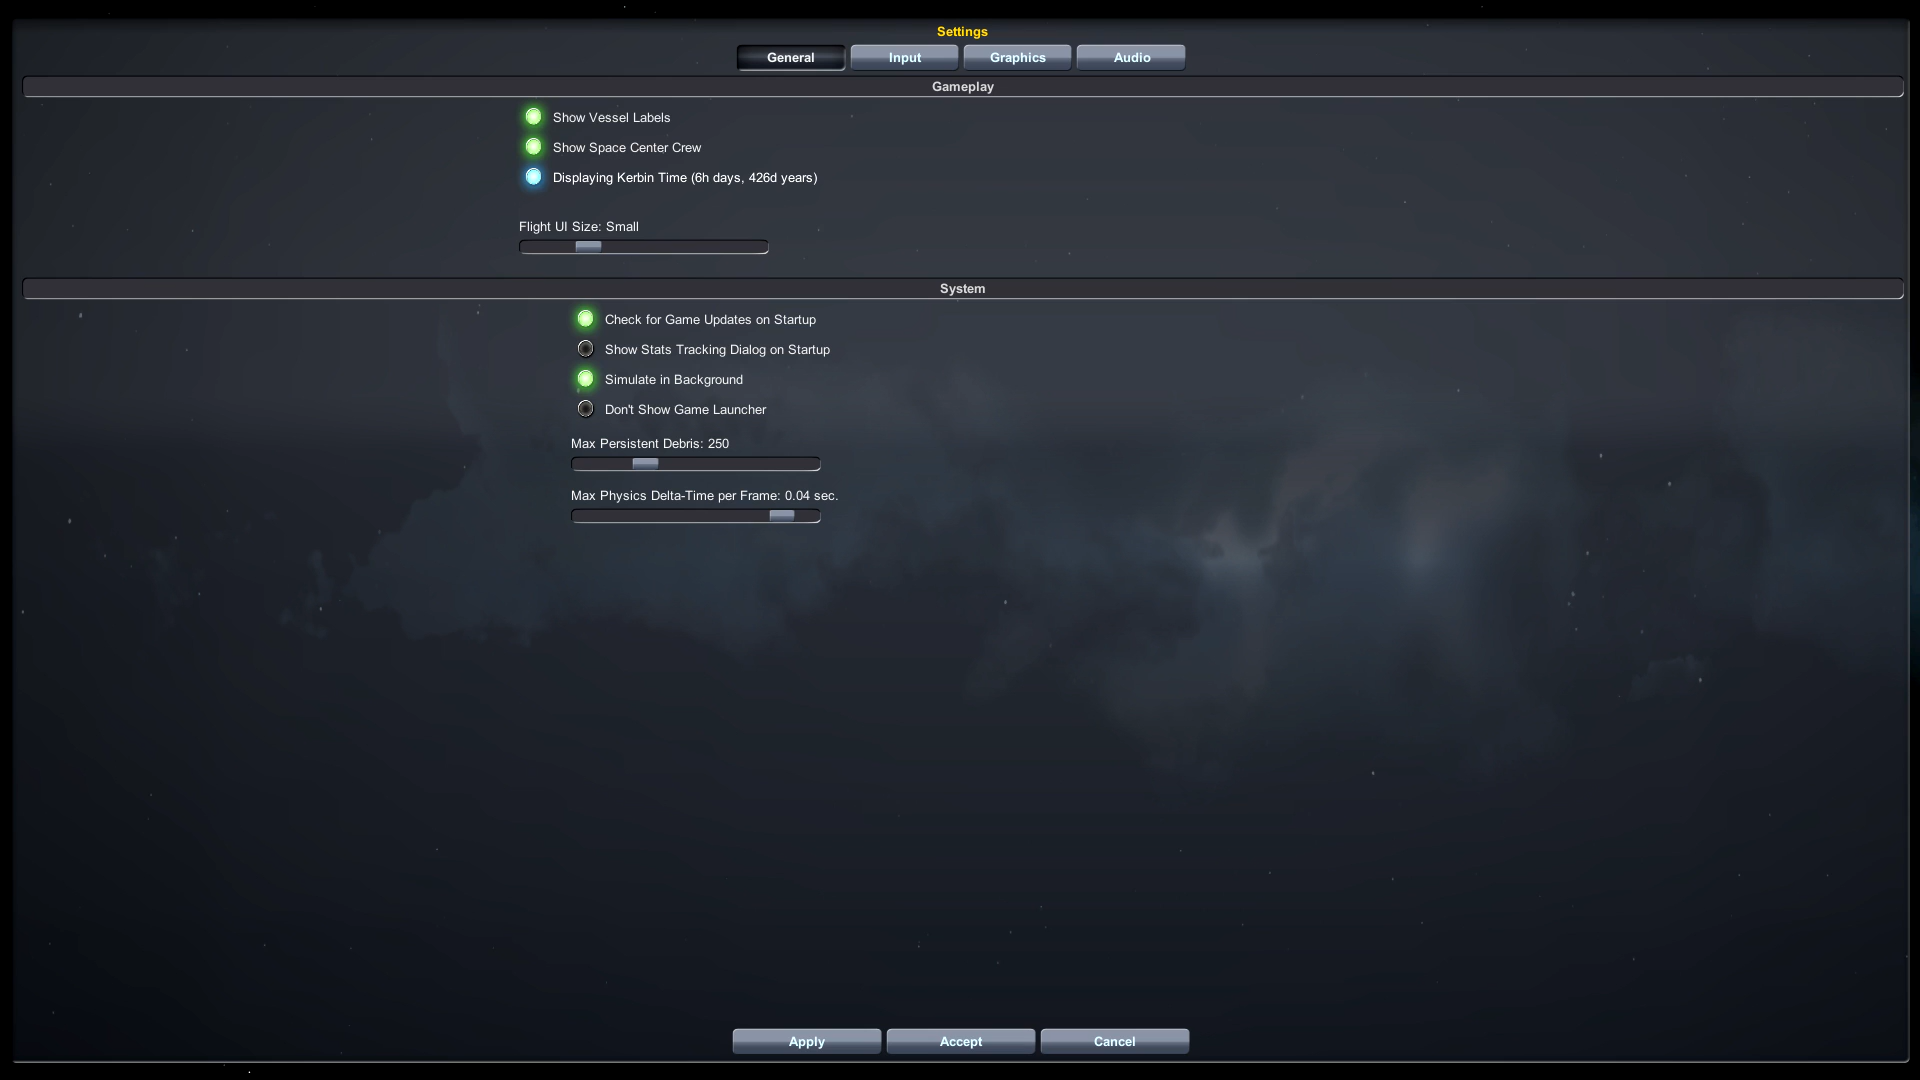 Settings
General Input Graphics Audio
Gameplay
Show Vessel Labels
Show Space Center Crew
Displaying Kerbin Time (6h days, 426d years)
Flight UI Size: Small
System
Check for Game Updates on Startup
Show Stats Tracking Dialog on Startup
Simulate in Background
Don't Show Game Launcher
Max Persistent Debris: 250
Max Physics Delta-Time per Frame: 0.04 sec.
Apply Accept Cancel